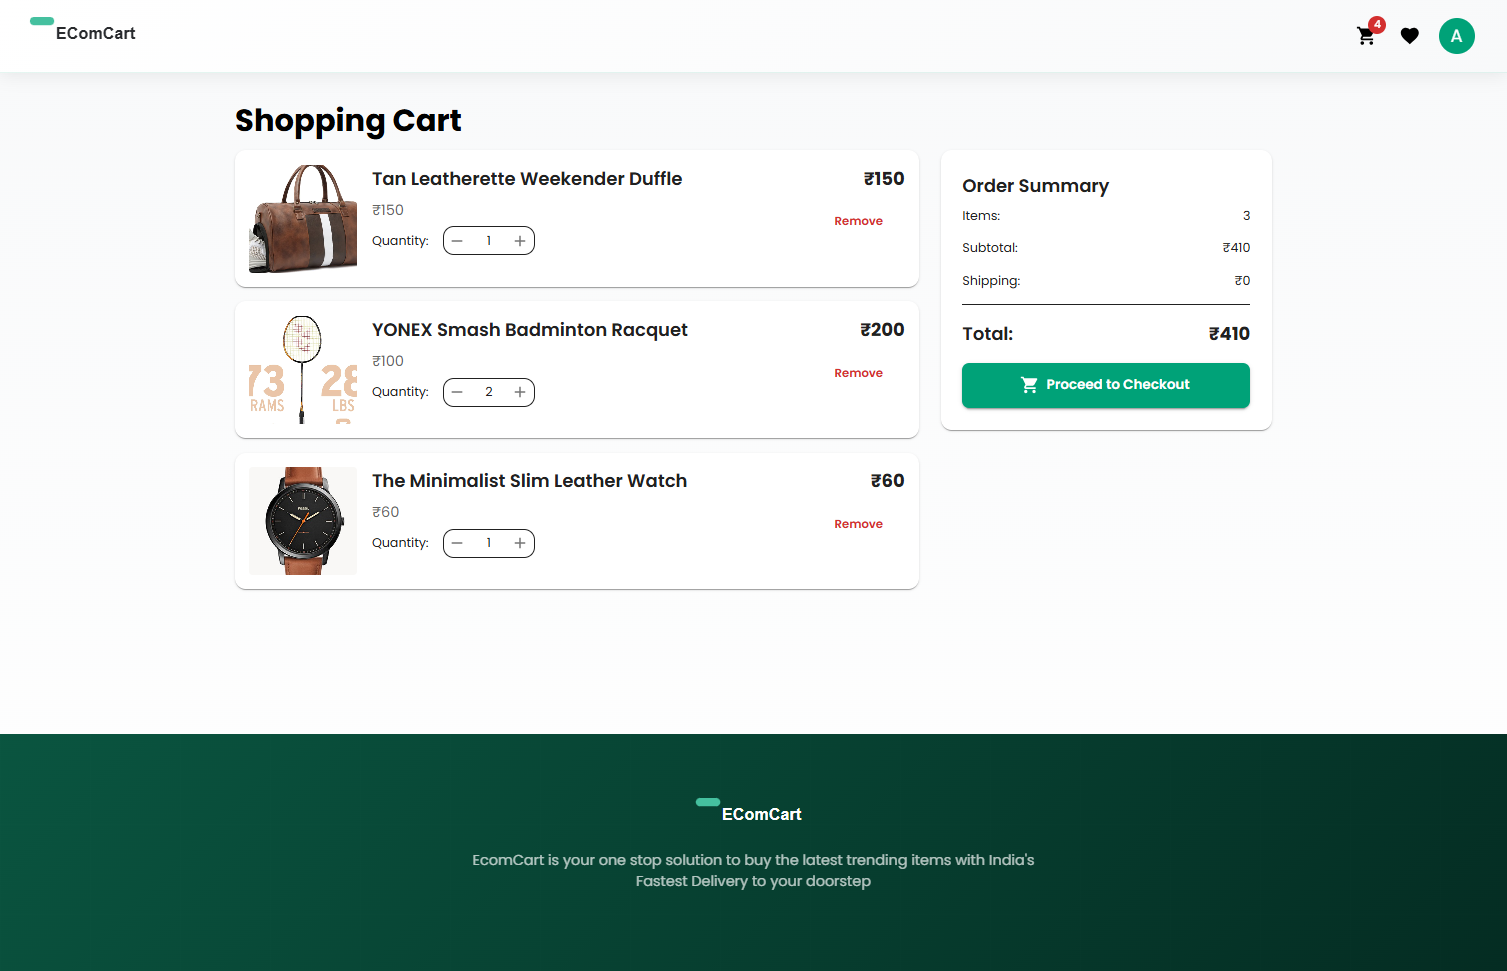 EComCart
4
A
Shopping Cart
Tan Leatherette Weekender Duffle
₹150
₹150
Remove
Quantity: − 1 +
YONEX Smash Badminton Racquet
₹200
₹100
Remove
Quantity: − 2 +
73 28
RAMS LBS
The Minimalist Slim Leather Watch
₹60
₹60
Remove
Quantity: − 1 +
FOSSIL
Order Summary
Items: 3
Subtotal: ₹410
Shipping: ₹0
Total: ₹410
Proceed to Checkout
EComCart
EcomCart is your one stop solution to buy the latest trending items with India's
Fastest Delivery to your doorstep